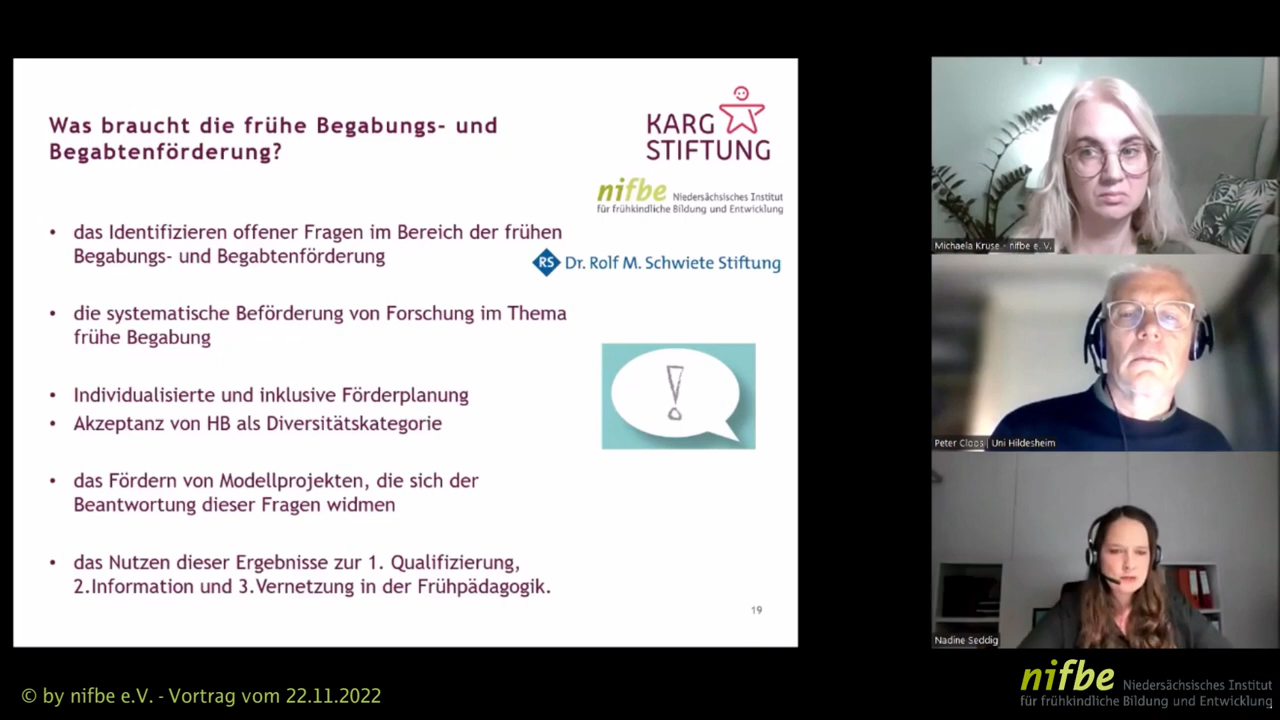 Was braucht die frühe Begabungs- und
Begabtenförderung?
KARG
STIFTUNG
nifbe Niedersächsisches Institut
für frühkindliche Bildung und Entwicklung
RS Dr. Rolf M. Schwiete Stiftung
• das Identifizieren offener Fragen im Bereich der frühen
Begabungs- und Begabtenförderung
• die systematische Beförderung von Forschung im Thema
frühe Begabung
• Individualisierte und inklusive Förderplanung
• Akzeptanz von HB als Diversitätskategorie
• das Fördern von Modellprojekten, die sich der
Beantwortung dieser Fragen widmen
• das Nutzen dieser Ergebnisse zur 1. Qualifizierung,
2.Information und 3.Vernetzung in der Frühpädagogik.
!
19
Michaela Kruse - nifbe e. V.
Peter Cloos | Uni Hildesheim
Nadine Seddig
© by nifbe e.V. - Vortrag vom 22.11.2022
nifbe Niedersächsisches Institut
für frühkindliche Bildung und Entwicklung